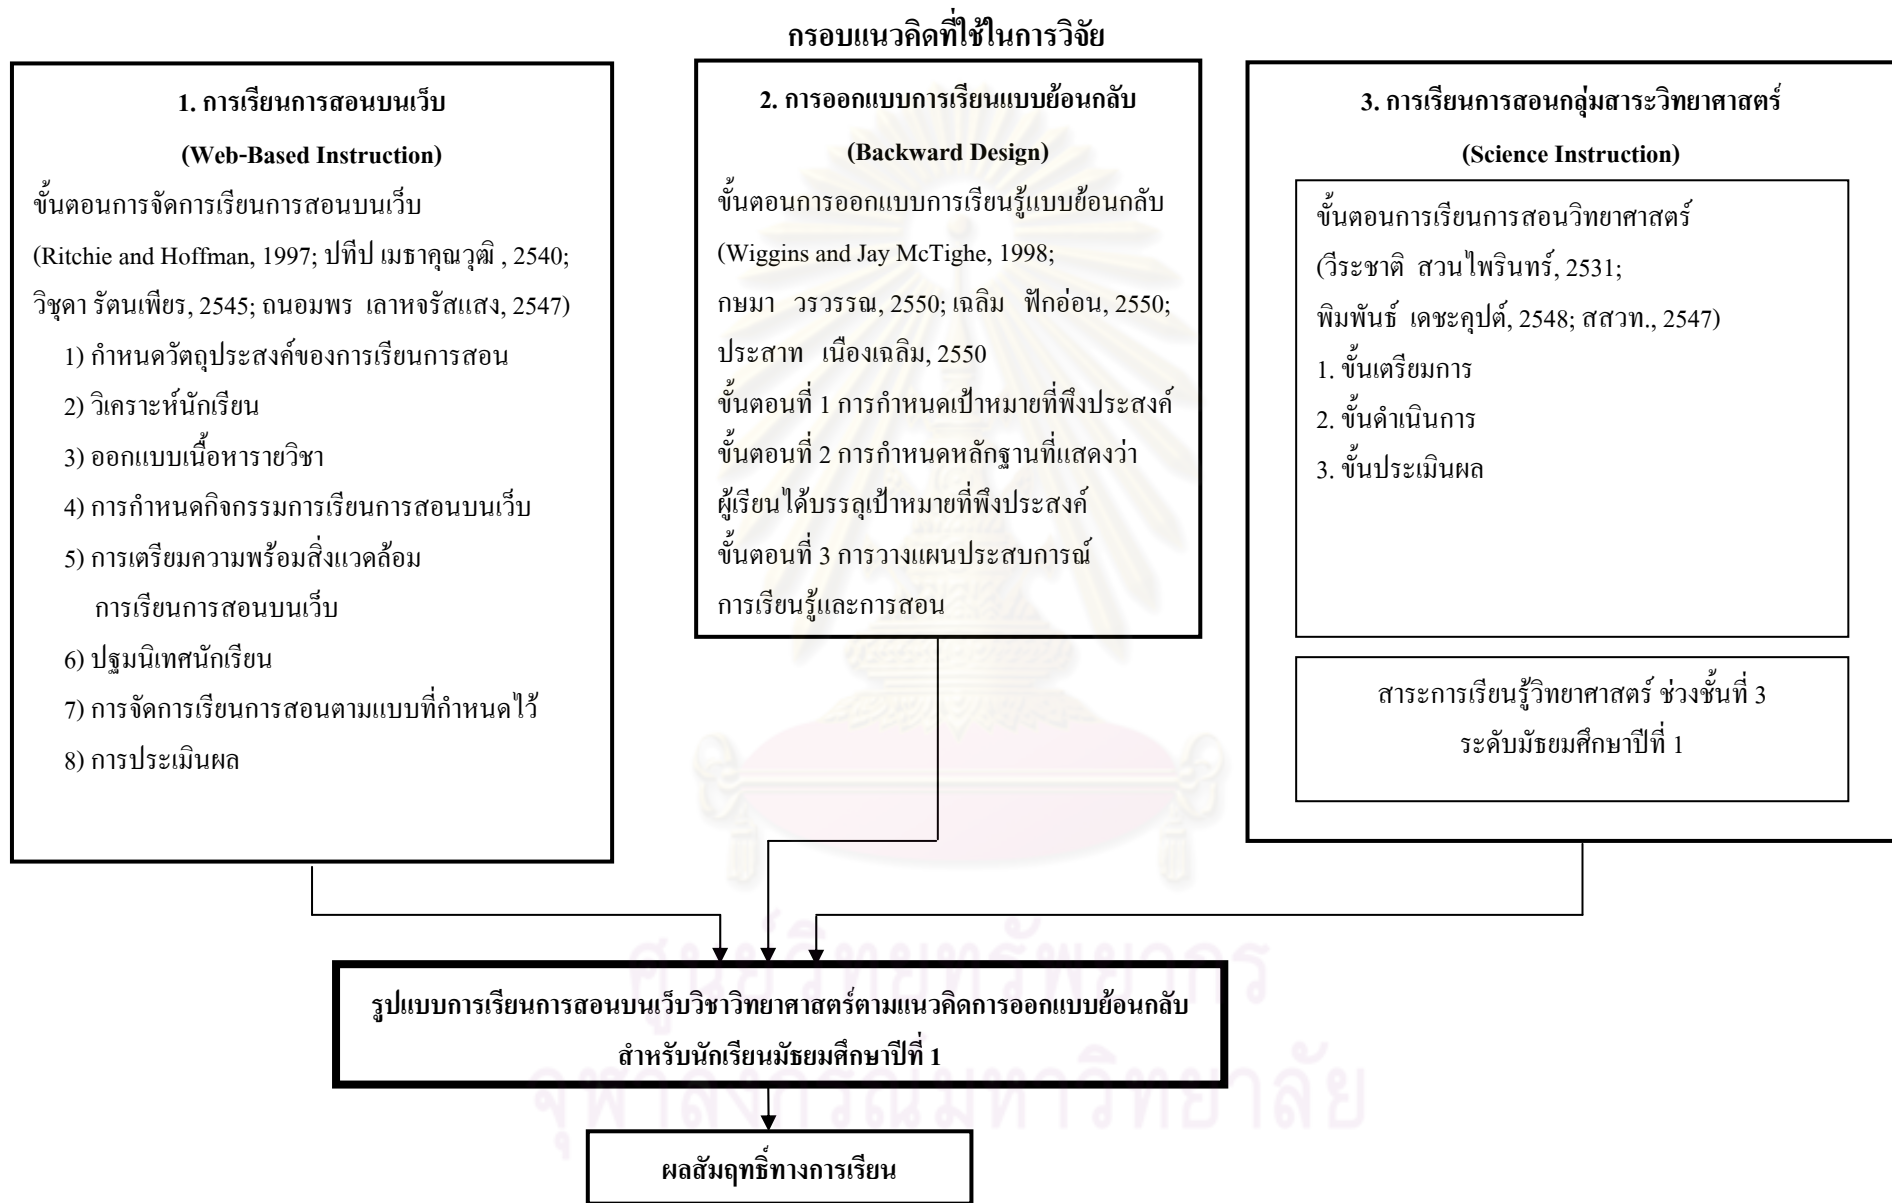 กรอบแนวคิดที่ใช้ในการวิจัย
1. การเรียนการสอนบนเว็บ
(Web-Based Instruction)
ขั้นตอนการจัดการเรียนการสอนบนเว็บ
(Ritchie and Hoffman, 1997; ปทีป เมธาคุณวุฒิ , 2540;
วิชุดา รัตนเพียร, 2545; ถนอมพร เลาหจรัสแสง, 2547)
1) กำหนดวัตถุประสงค์ของการเรียนการสอน
2) วิเคราะห์นักเรียน
3) ออกแบบเนื้อหารายวิชา
4) การกำหนดกิจกรรมการเรียนการสอนบนเว็บ
5) การเตรียมความพร้อมสิ่งแวดล้อม
การเรียนการสอนบนเว็บ
6) ปฐมนิเทศนักเรียน
7) การจัดการเรียนการสอนตามแบบที่กำหนดไว้
8) การประเมินผล
2. การออกแบบการเรียนแบบย้อนกลับ
(Backward Design)
ขั้นตอนการออกแบบการเรียนรู้แบบย้อนกลับ
(Wiggins and Jay McTighe, 1998;
กษมา วรวรรณ, 2550; เฉลิม ฟักอ่อน, 2550;
ประสาท เนืองเฉลิม, 2550
ขั้นตอนที่ 1 การกำหนดเป้าหมายที่พึงประสงค์
ขั้นตอนที่ 2 การกำหนดหลักฐานที่แสดงว่า
ผู้เรียนได้บรรลุเป้าหมายที่พึงประสงค์
ขั้นตอนที่ 3 การวางแผนประสบการณ์
การเรียนรู้และการสอน
3. การเรียนการสอนกลุ่มสาระวิทยาศาสตร์
(Science Instruction)
ขั้นตอนการเรียนการสอนวิทยาศาสตร์
(วีระชาติ สวนไพรินทร์, 2531;
พิมพันธ์ เดชะคุปต์, 2548; สสวท., 2547)
1. ขั้นเตรียมการ
2. ขั้นดำเนินการ
3. ขั้นประเมินผล
สาระการเรียนรู้วิทยาศาสตร์ ช่วงชั้นที่ 3
ระดับมัธยมศึกษาปีที่ 1
ศูนย์วิทยทรัพยากร
รูปแบบการเรียนการสอนบนเว็บวิชาวิทยาศาสตร์ตามแนวคิดการออกแบบย้อนกลับ
สำหรับนักเรียนมัธยมศึกษาปีที่ 1
จุฬาลงกรณ์มหาวิทยาลัย
ผลสัมฤทธิ์ทางการเรียน